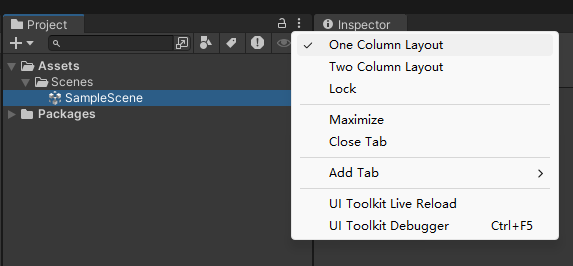 Project
Inspector
One Column Layout
Two Column Layout
Lock
Maximize
Close Tab
Add Tab
UI Toolkit Live Reload
UI Toolkit Debugger Ctrl+F5
Assets
Scenes
SampleScene
Packages